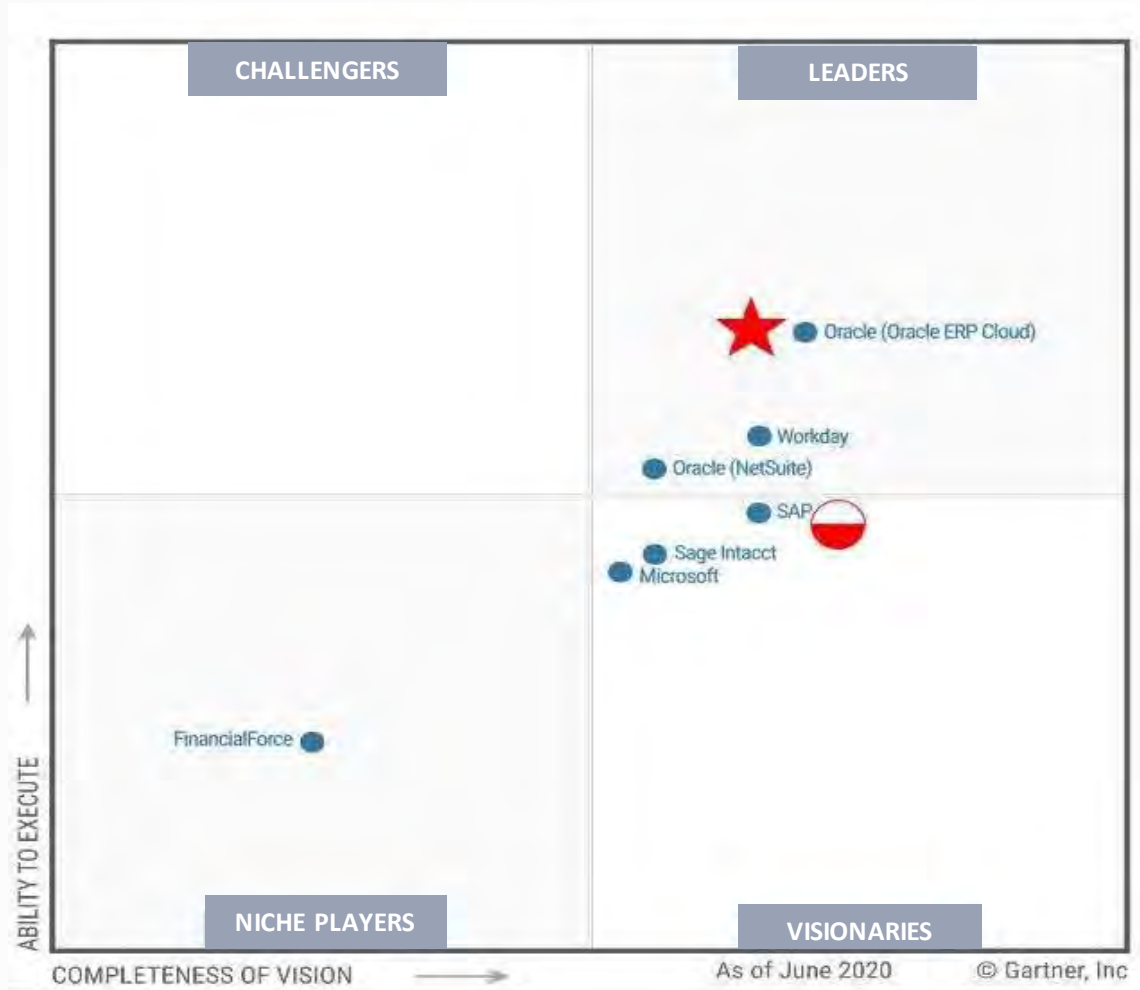 CHALLENGERS
LEADERS
Oracle (Oracle ERP Cloud)
Workday
Oracle (NetSuite)
SAP
Sage Intacct
Microsoft
FinancialForce
ABILITY TO EXECUTE
NICHE PLAYERS
VISIONARIES
COMPLETENESS OF VISION
As of June 2020
© Gartner, Inc